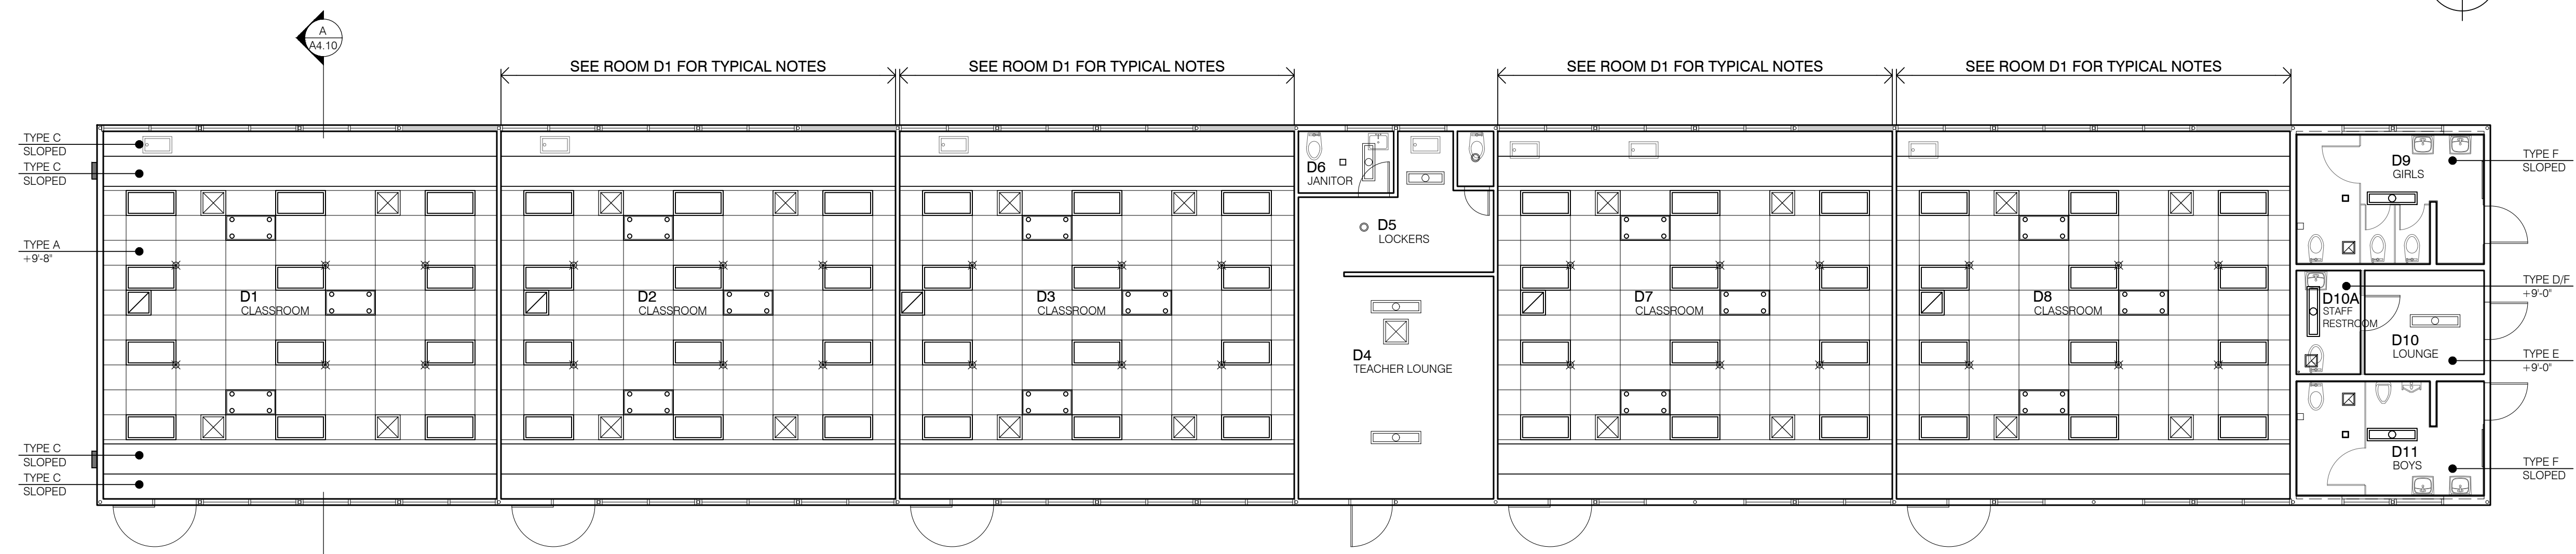 A
A4.10
SEE ROOM D1 FOR TYPICAL NOTES
SEE ROOM D1 FOR TYPICAL NOTES
SEE ROOM D1 FOR TYPICAL NOTES
SEE ROOM D1 FOR TYPICAL NOTES
TYPE C
SLOPED
TYPE C
SLOPED
TYPE A
+9'-8"
TYPE C
SLOPED
TYPE C
SLOPED
D1
CLASSROOM
D2
CLASSROOM
D3
CLASSROOM
D6
JANITOR
D5
LOCKERS
D4
TEACHER LOUNGE
D7
CLASSROOM
D8
CLASSROOM
D9
GIRLS
D10A
STAFF
RESTROOM
D10
LOUNGE
D11
BOYS
TYPE F
SLOPED
TYPE D/F
+9'-0"
TYPE E
+9'-0"
TYPE F
SLOPED